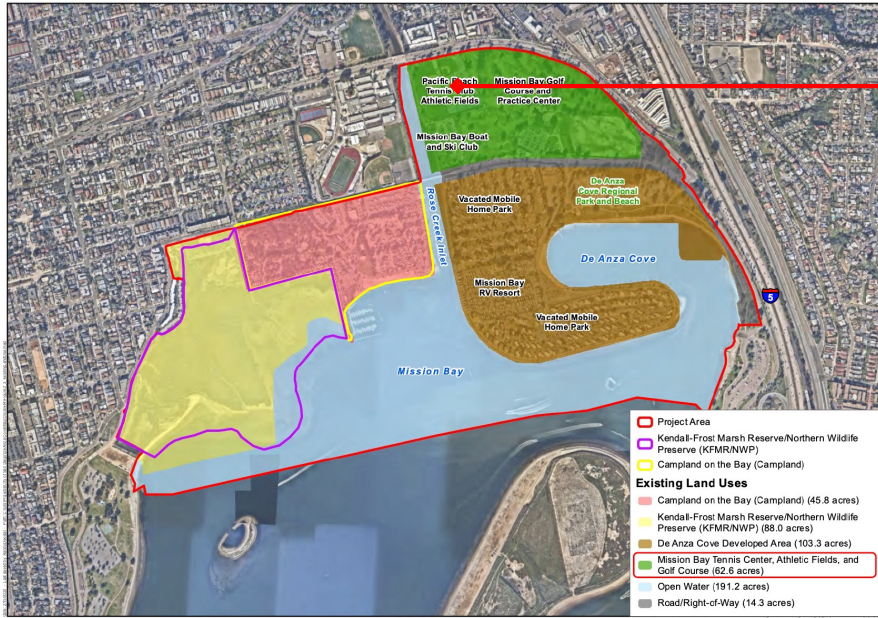 Pacific Beach
Tennis Club
Athletic Fields
Mission Bay Golf
Course and
Practice Center
Mission Bay Boat
and Ski Club
De Anza
Cove Regional
Park and Beach
Vacated Mobile
Home Park
Rose Creek Inlet
De Anza Cove
Mission Bay
RV Resort
5
Vacated Mobile
Home Park
Mission Bay
Project Area
Kendall-Frost Marsh Reserve/Northern Wildlife
Preserve (KFMR/NWP)
Campland on the Bay (Campland)
Existing Land Uses
Campland on the Bay (Campland) (45.8 acres)
Kendall-Frost Marsh Reserve/Northern Wildlife
Preserve (KFMR/NWP) (88.0 acres)
De Anza Cove Developed Area (103.3 acres)
Mission Bay Tennis Center, Athletic Fields, and
Golf Course (62.6 acres)
Open Water (191.2 acres)
Road/Right-of-Way (14.3 acres)